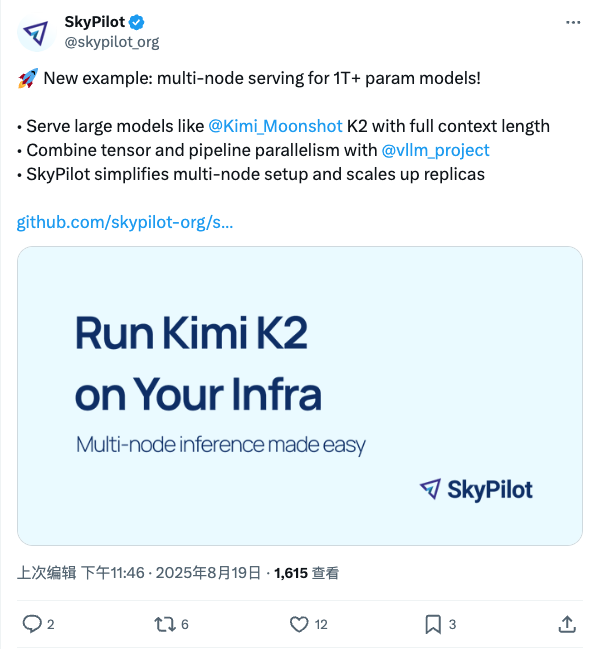 SkyPilot
@skypilot_org
🚀 New example: multi-node serving for 1T+ param models!
• Serve large models like @Kimi_Moonshot K2 with full context length
• Combine tensor and pipeline parallelism with @vllm_project
• SkyPilot simplifies multi-node setup and scales up replicas
github.com/skypilot-org/s...
Run Kimi K2
on Your Infra
Multi-node inference made easy
SkyPilot
上次编辑 下午11:46 · 2025年8月19日 · 1,615 查看
2 6 12 3